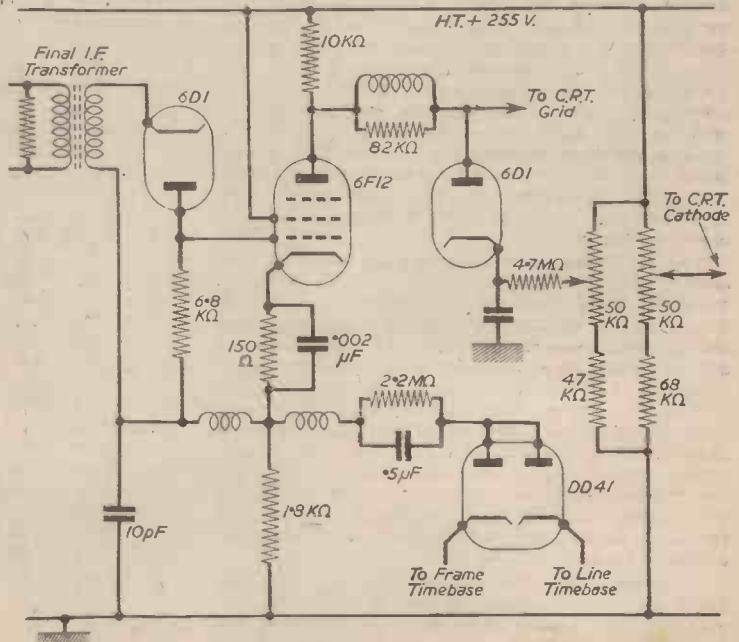 H.T.+ 255 V.
10KΩ
Final I.F.
Transformer
6D1
To C.R.T.
Grid
82KΩ
6F12
6D1
To C.R.T.
Cathode
4·7MΩ
6·8
KΩ
50
KΩ
50
KΩ
150
Ω
·002
μF
2·2MΩ
47
KΩ
68
KΩ
·5μF
DD41
1·8KΩ
10pF
To Frame
Timebase
To Line
Timebase